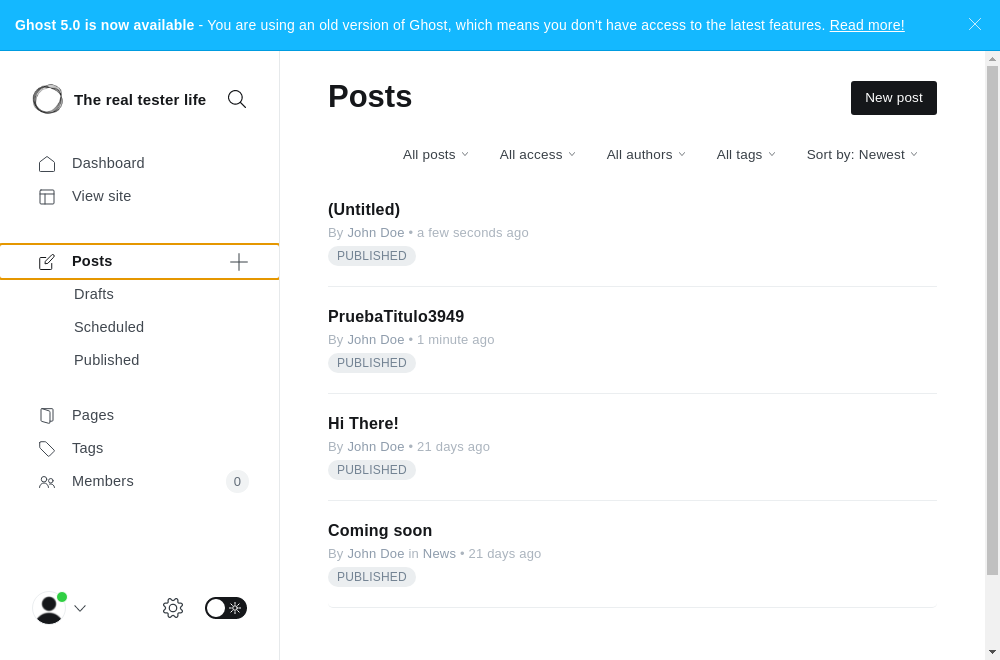 Ghost 5.0 is now available - You are using an old version of Ghost, which means you don't have access to the latest features. Read more!
The real tester life
Dashboard
View site
Posts
Drafts
Scheduled
Published
Pages
Tags
Members 0
Posts
New post
All posts All access All authors All tags Sort by: Newest
(Untitled)
By John Doe • a few seconds ago
PUBLISHED
PruebaTitulo3949
By John Doe • 1 minute ago
PUBLISHED
Hi There!
By John Doe • 21 days ago
PUBLISHED
Coming soon
By John Doe in News • 21 days ago
PUBLISHED